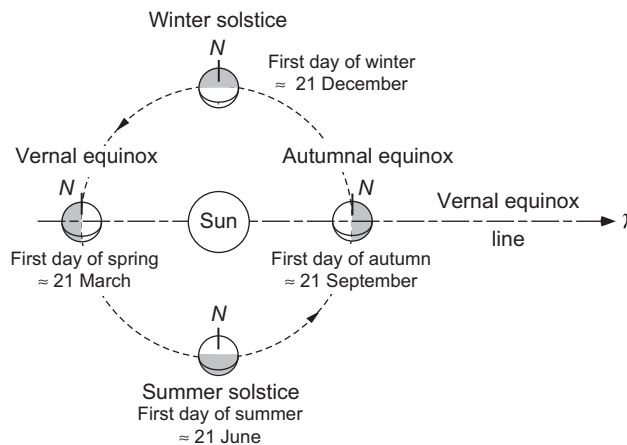 Winter solstice
N
First day of winter
≈ 21 December
Vernal equinox
Autumnal equinox
N
N
Vernal equinox
Sun
line
γ
First day of spring
≈ 21 March
First day of autumn
≈ 21 September
N
Summer solstice
First day of summer
≈ 21 June